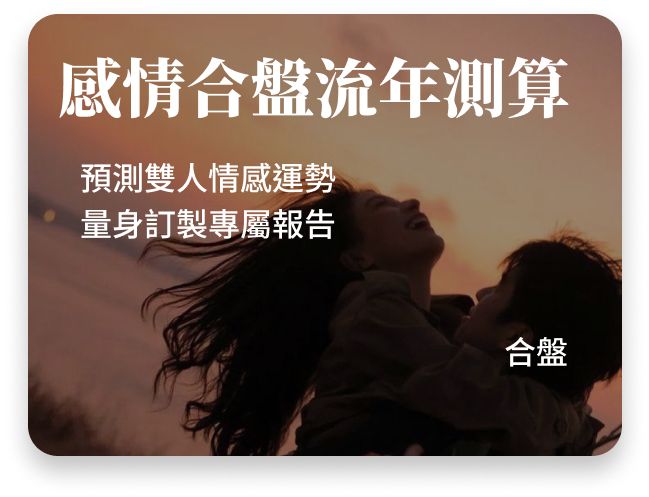 感情合盤流年測算
預測雙人情感運勢
量身訂製專屬報告
合盤